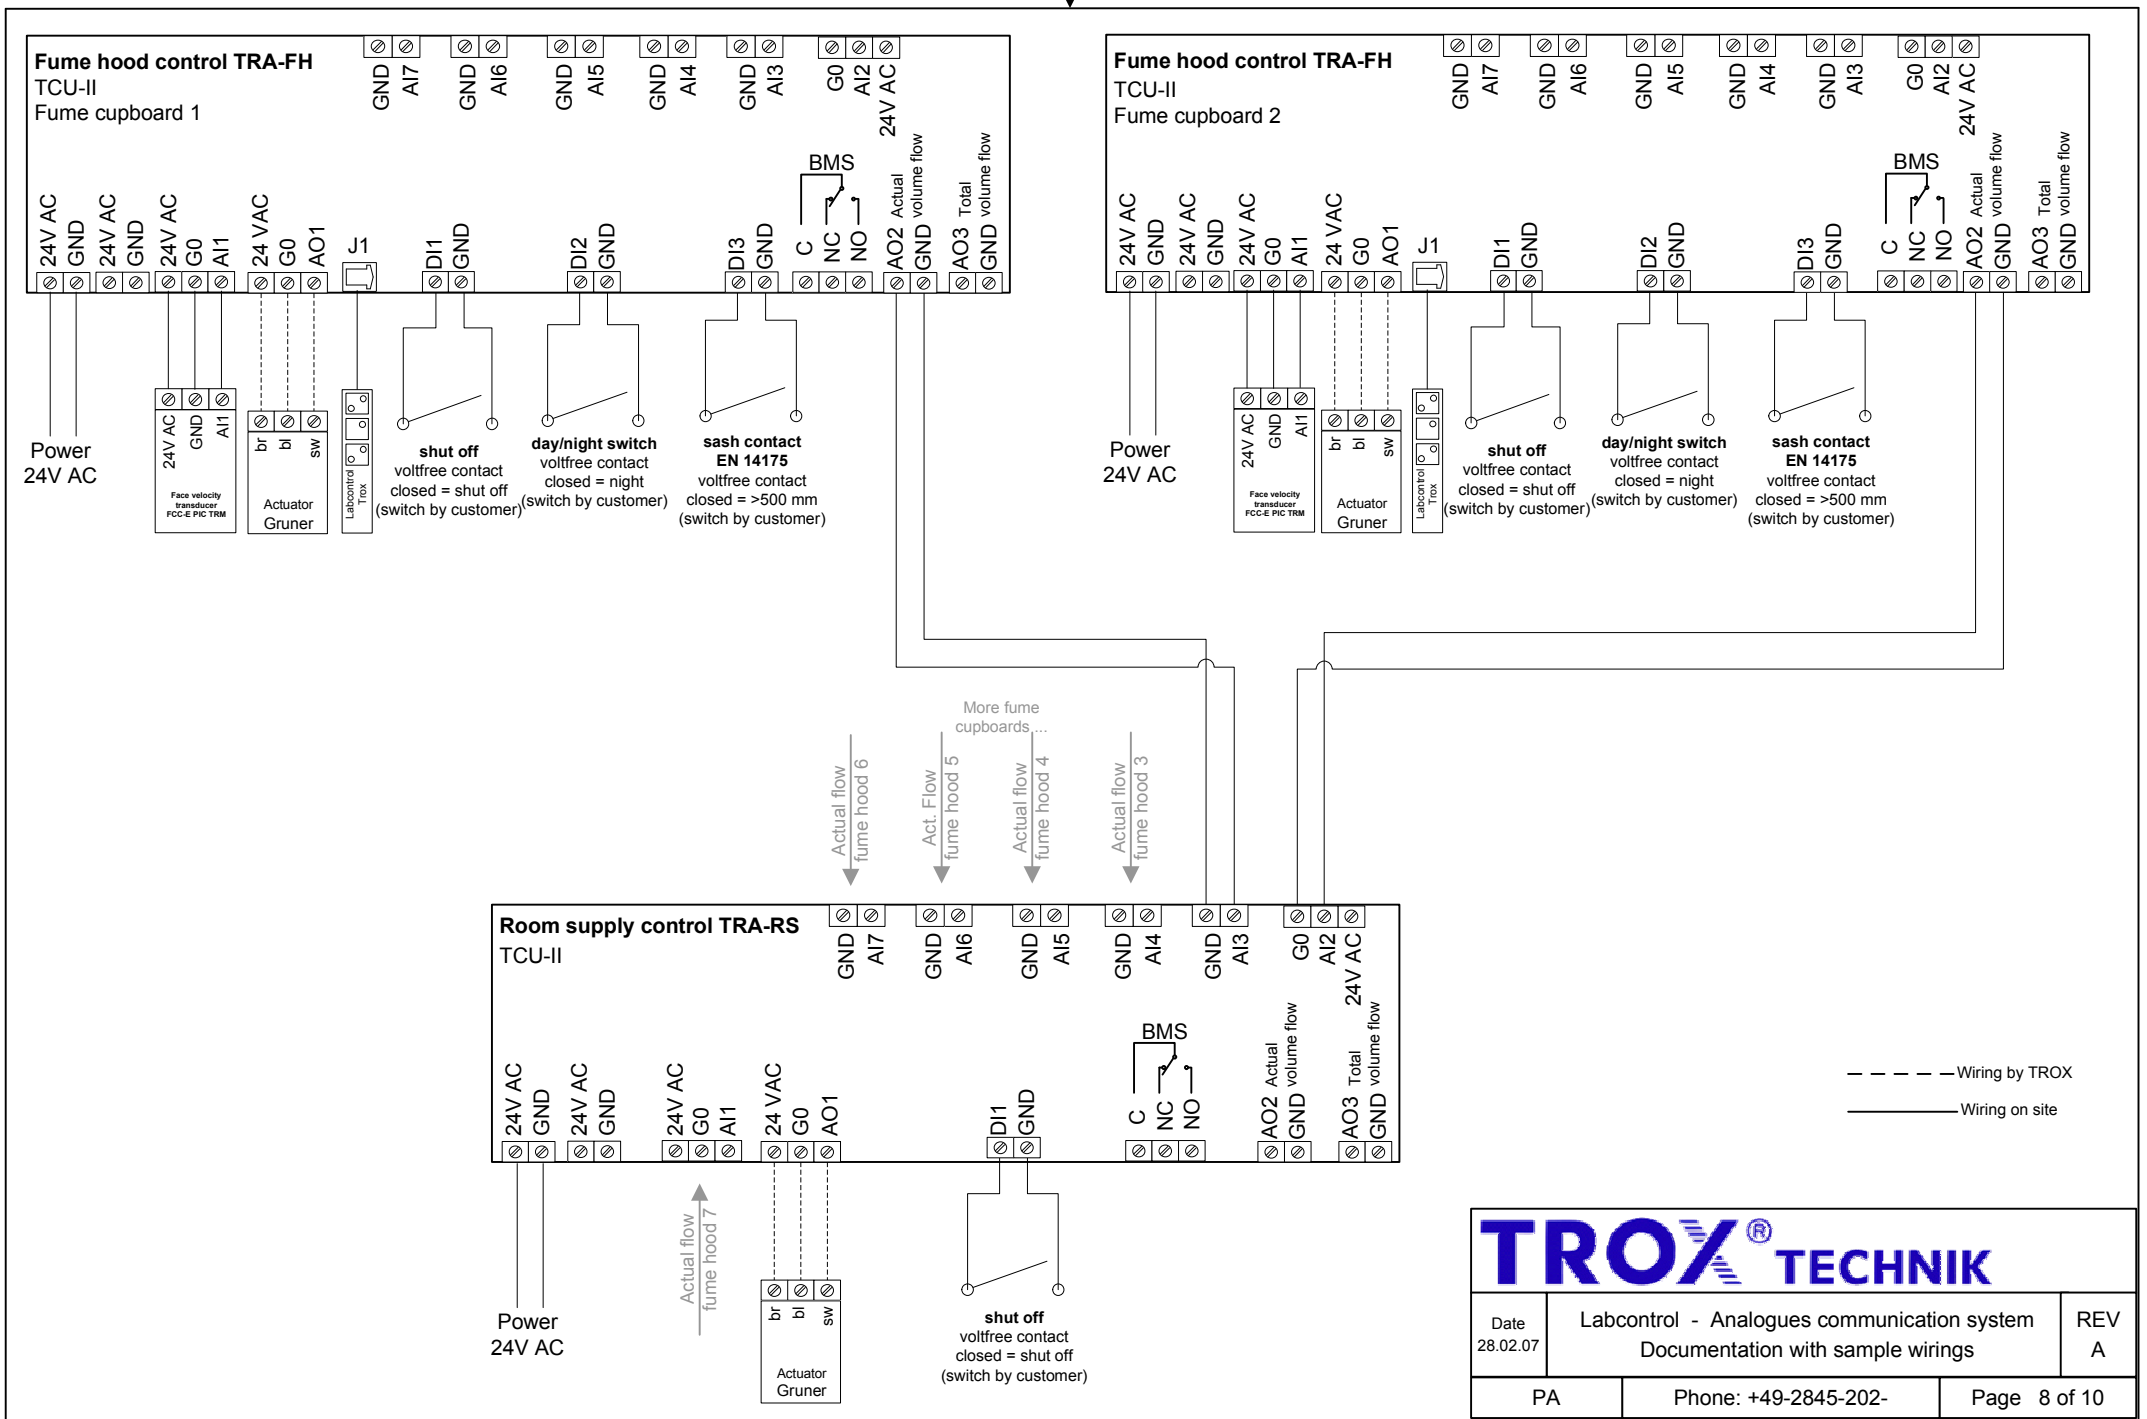 Fume hood control TRA-FH
TCU-II
Fume cupboard 1
GND
AI7
GND
AI6
GND
AI5
GND
AI4
GND
AI3
G0
AI2
24V AC
24V AC
GND
24V AC
GND
24V AC
G0
AI1
24 VAC
G0
AO1
J1
DI1
GND
DI2
GND
DI3
GND
BMS
C
NC
NO
AO2 Actual
GND volume flow
AO3 Total
GND volume flow
Power
24V AC
24V AC
GND
AI1
Face velocity
transducer
FCC-E PIC TRM
br
bl
sw
Actuator
Gruner
Labcontrol
Trox
shut off
voltfree contact
closed = shut off
(switch by customer)
day/night switch
voltfree contact
closed = night
(switch by customer)
sash contact
EN 14175
voltfree contact
closed = >500 mm
(switch by customer)
Fume hood control TRA-FH
TCU-II
Fume cupboard 2
GND
AI7
GND
AI6
GND
AI5
GND
AI4
GND
AI3
G0
AI2
24V AC
24V AC
GND
24V AC
GND
24V AC
G0
AI1
24 VAC
G0
AO1
J1
DI1
GND
DI2
GND
DI3
GND
BMS
C
NC
NO
AO2 Actual
GND volume flow
AO3 Total
GND volume flow
Power
24V AC
24V AC
GND
AI1
Face velocity
transducer
FCC-E PIC TRM
br
bl
sw
Actuator
Gruner
Labcontrol
Trox
shut off
voltfree contact
closed = shut off
(switch by customer)
day/night switch
voltfree contact
closed = night
(switch by customer)
sash contact
EN 14175
voltfree contact
closed = >500 mm
(switch by customer)
More fume
cupboards ...
Actual flow
fume hood 6
Act. Flow
fume hood 5
Actual flow
fume hood 4
Actual flow
fume hood 3
Room supply control TRA-RS
TCU-II
GND
AI7
GND
AI6
GND
AI5
GND
AI4
GND
AI3
G0
AI2
24V AC
24V AC
GND
24V AC
GND
24V AC
G0
AI1
24 VAC
G0
AO1
DI1
GND
BMS
C
NC
NO
AO2 Actual
GND volume flow
AO3 Total
GND volume flow
Power
24V AC
Actual flow
fume hood 7
br
bl
sw
Actuator
Gruner
shut off
voltfree contact
closed = shut off
(switch by customer)
Wiring by TROX
Wiring on site
TROX® TECHNIK
Date
28.02.07
Labcontrol - Analogues communication system
Documentation with sample wirings
REV
A
PA
Phone: +49-2845-202-
Page 8 of 10